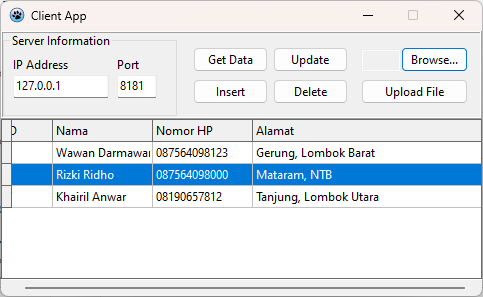 Client App
Server Information
IP Address Port
127.0.0.1 8181
Get Data Update Browse...
Insert Delete Upload File
Nama Nomor HP Alamat
Wawan Darmawan 087564098123 Gerung, Lombok Barat
Rizki Ridho 087564098000 Mataram, NTB
Khairil Anwar 08190657812 Tanjung, Lombok Utara